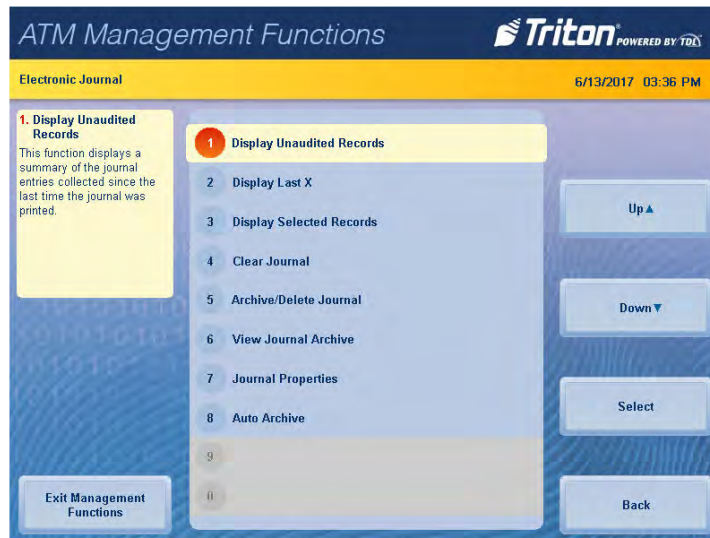 ATM Management Functions
Triton POWERED BY TDL
Electronic Journal
6/13/2017 03:36 PM
1. Display Unaudited
Records
This function displays a
summary of the journal
entries collected since the
last time the journal was
printed.
1 Display Unaudited Records
2 Display Last X
3 Display Selected Records
4 Clear Journal
5 Archive/Delete Journal
6 View Journal Archive
7 Journal Properties
8 Auto Archive
9
0
Up▲
Down▼
Select
Back
Exit Management
Functions